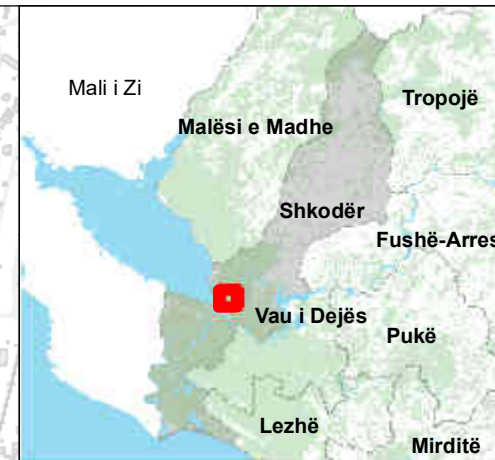 Mali i Zi
Tropojë
Malësi e Madhe
Shkodër
Fushë-Arres
Vau i Dejës
Pukë
Lezhë
Mirditë